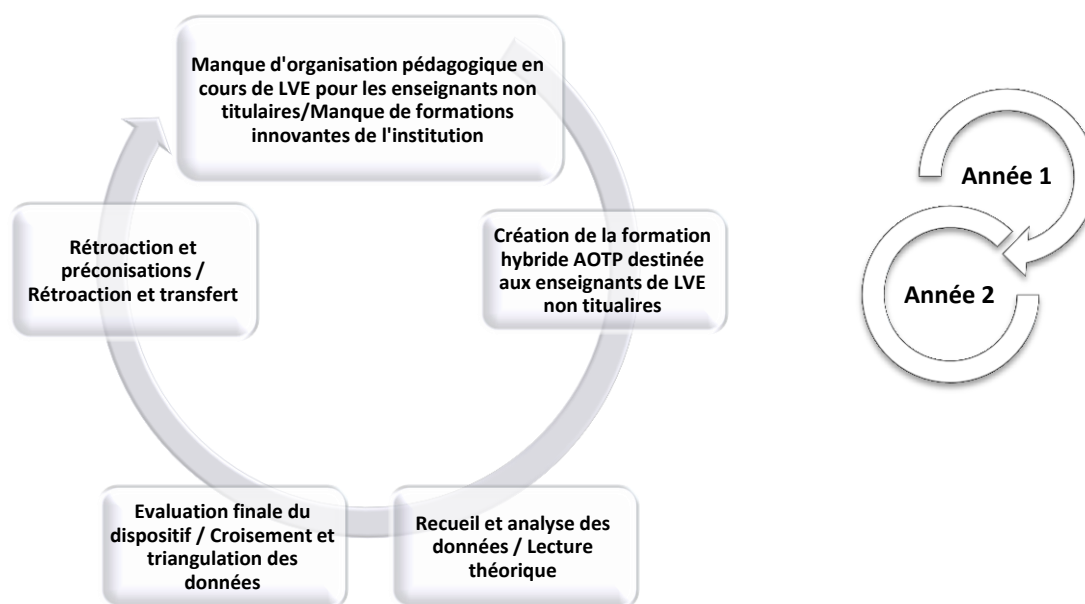 Manque d'organisation pédagogique en
cours de LVE pour les enseignants non
titulaires/Manque de formations
innovantes de l'institution
Création de la formation
hybride AOTP destinée
aux enseignants de LVE
non titualires
Recueil et analyse des
données / Lecture
théorique
Evaluation finale du
dispositif / Croisement et
triangulation des
données
Rétroaction et
préconisations /
Rétroaction et transfert
Année 1
Année 2